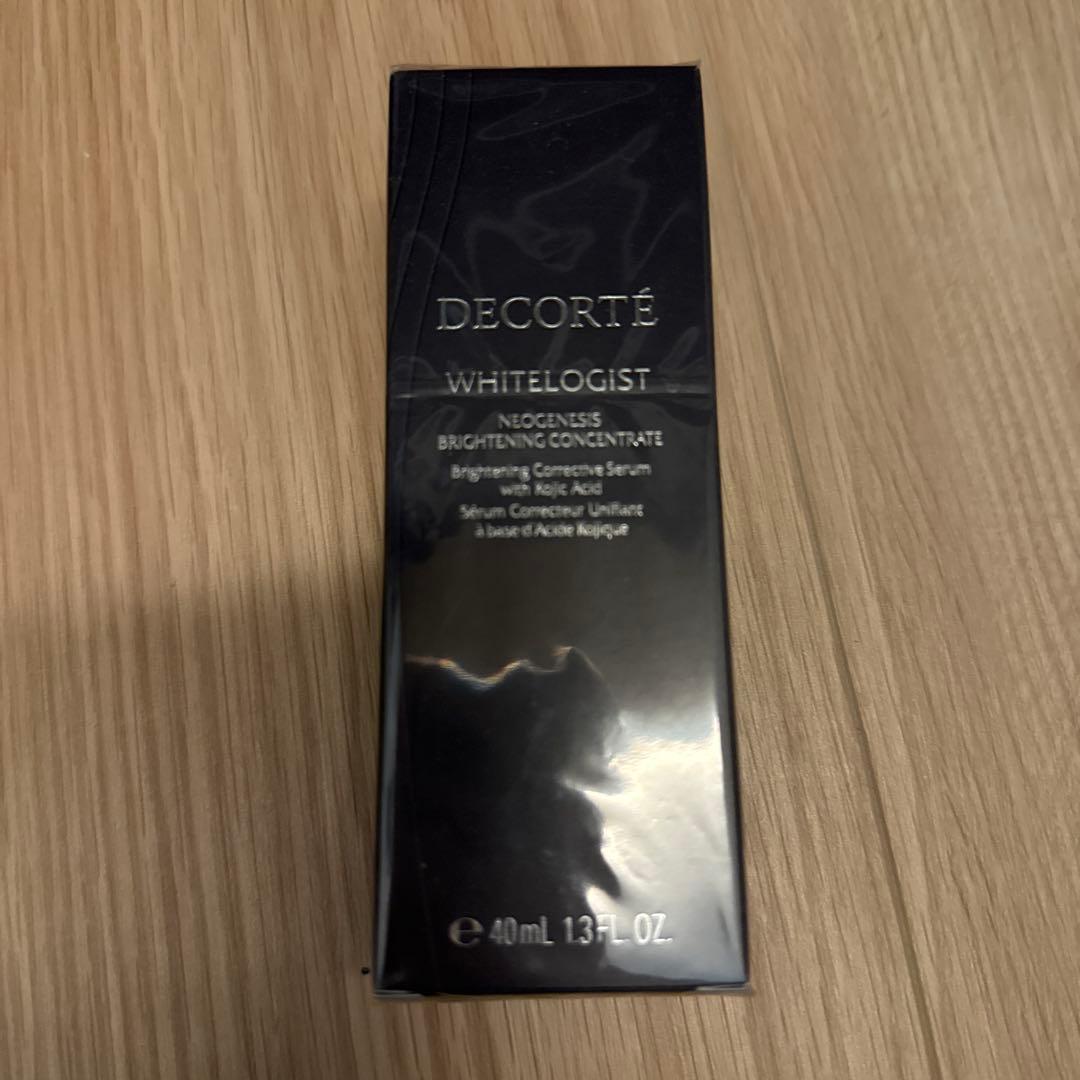 DECORTÉ
WHITELOGIST
NEOGENESIS
BRIGHTENING CONCENTRATE
Brightening Corrective Serum
with Kojic Acid
Sérum Correcteur Unifiant
à base d'Acide Kojique
℮ 40mL 1.3FL. OZ.